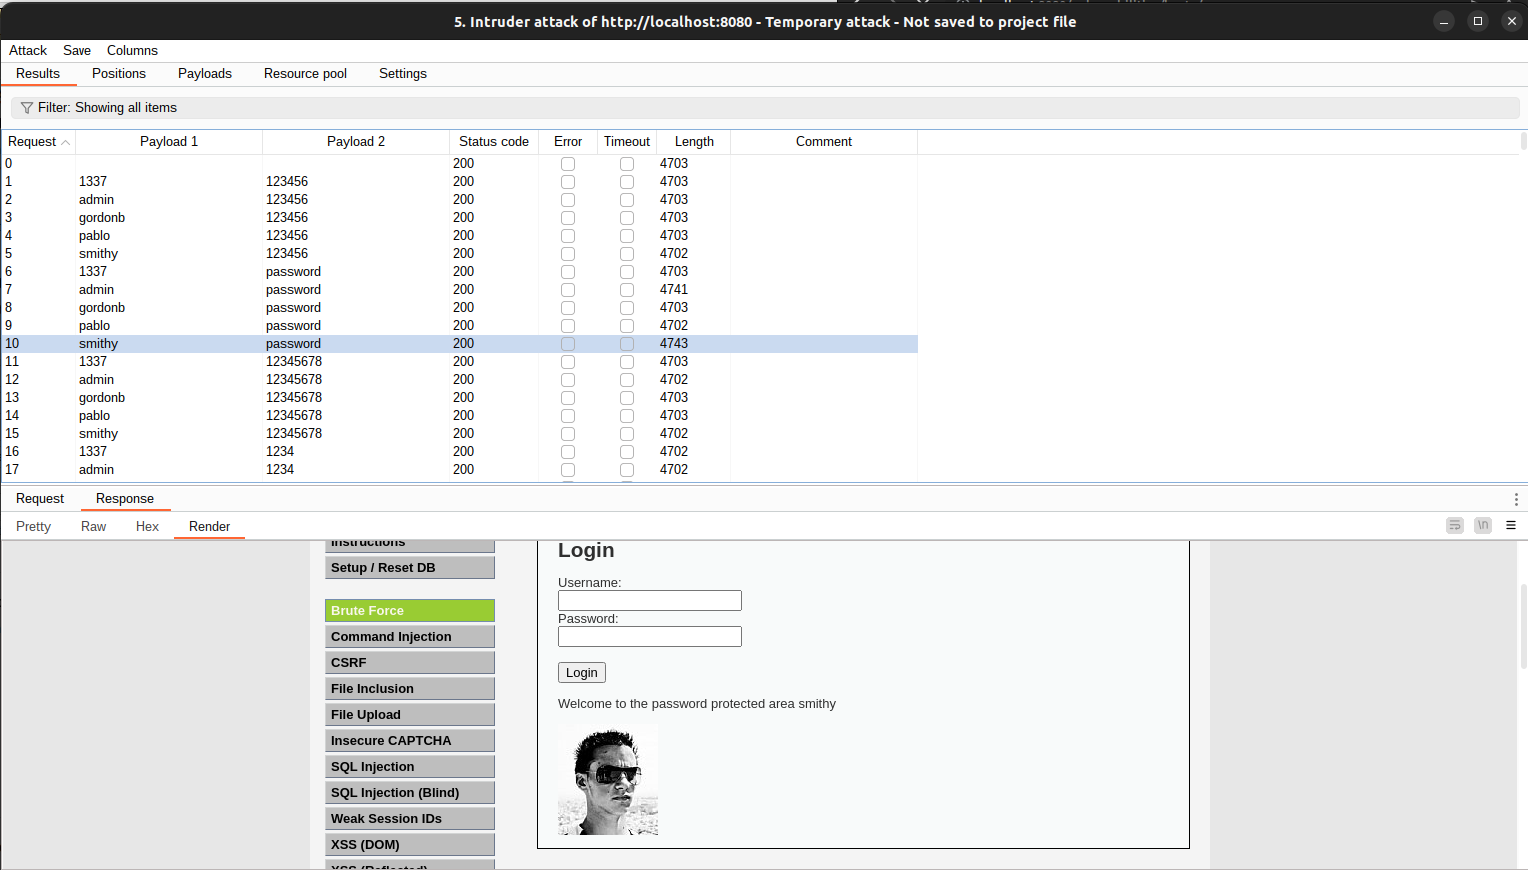 5. Intruder attack of http://localhost:8080 - Temporary attack - Not saved to project file
Attack Save Columns
Results Positions Payloads Resource pool Settings
Filter: Showing all items
Request Payload 1 Payload 2 Status code Error Timeout Length Comment
0 200 4703
1 1337 123456 200 4703
2 admin 123456 200 4703
3 gordonb 123456 200 4703
4 pablo 123456 200 4703
5 smithy 123456 200 4702
6 1337 password 200 4703
7 admin password 200 4741
8 gordonb password 200 4703
9 pablo password 200 4702
10 smithy password 200 4743
11 1337 12345678 200 4703
12 admin 12345678 200 4702
13 gordonb 12345678 200 4703
14 pablo 12345678 200 4703
15 smithy 12345678 200 4702
16 1337 1234 200 4702
17 admin 1234 200 4702
Request Response
Pretty Raw Hex Render
\n
Instructions
Setup / Reset DB
Brute Force
Command Injection
CSRF
File Inclusion
File Upload
Insecure CAPTCHA
SQL Injection
SQL Injection (Blind)
Weak Session IDs
XSS (DOM)
XSS (Reflected)
Login
Username:
Password:
Login
Welcome to the password protected area smithy